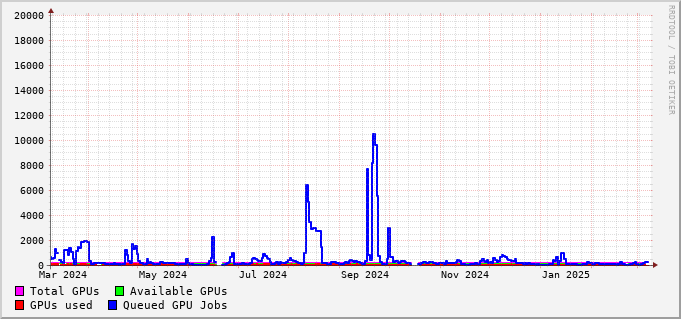 20000
18000
16000
14000
12000
10000
8000
6000
4000
2000
0
Mar 2024 May 2024 Jul 2024 Sep 2024 Nov 2024 Jan 2025
Total GPUs Available GPUs
GPUs used Queued GPU Jobs
RRDTOOL / TOBI OETIKER